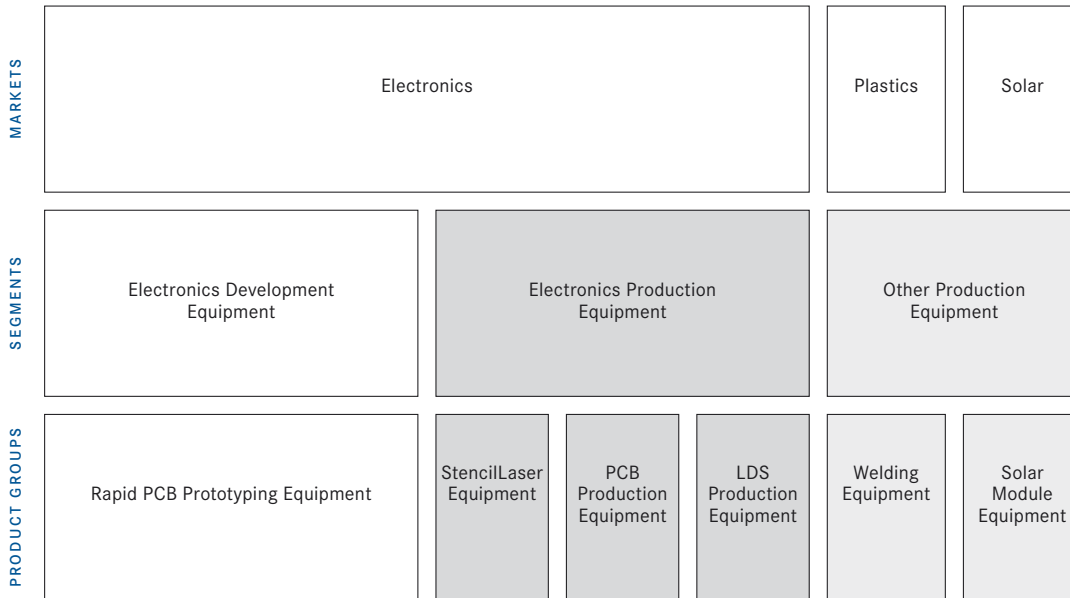 MARKETS
Electronics
Plastics
Solar
SEGMENTS
Electronics Development
Equipment
Electronics Production
Equipment
Other Production
Equipment
PRODUCT GROUPS
Rapid PCB Prototyping Equipment
StencilLaser
Equipment
PCB
Production
Equipment
LDS
Production
Equipment
Welding
Equipment
Solar
Module
Equipment